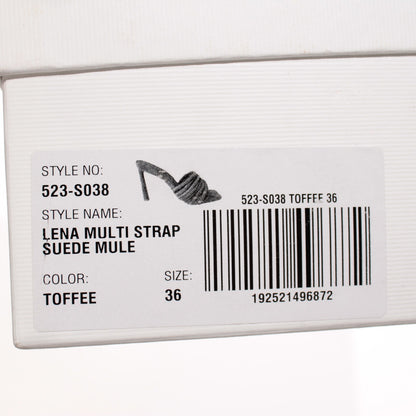 STYLE NO:
523-S038
STYLE NAME:
LENA MULTI STRAP
SUEDE MULE
COLOR:
TOFFEE
SIZE:
36
523-S038 TOFFEE 36
192521496872